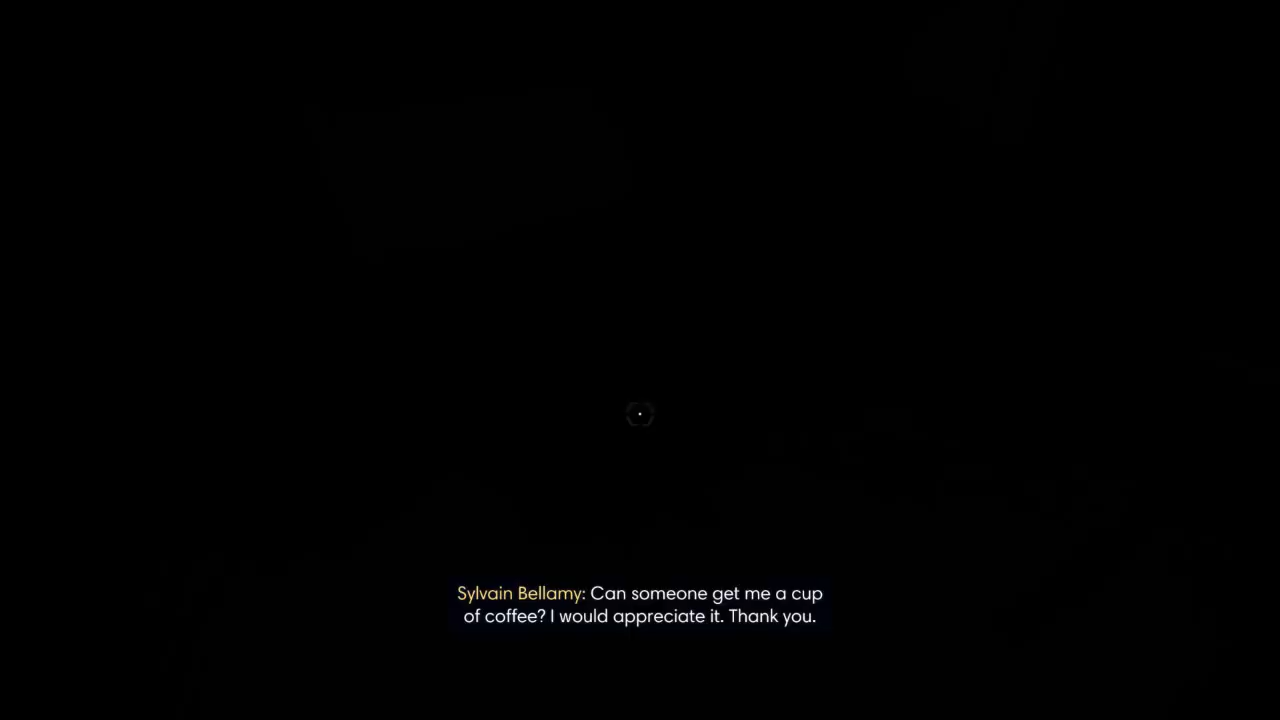 Sylvain Bellamy: Can someone get me a cup
of coffee? I would appreciate it. Thank you.